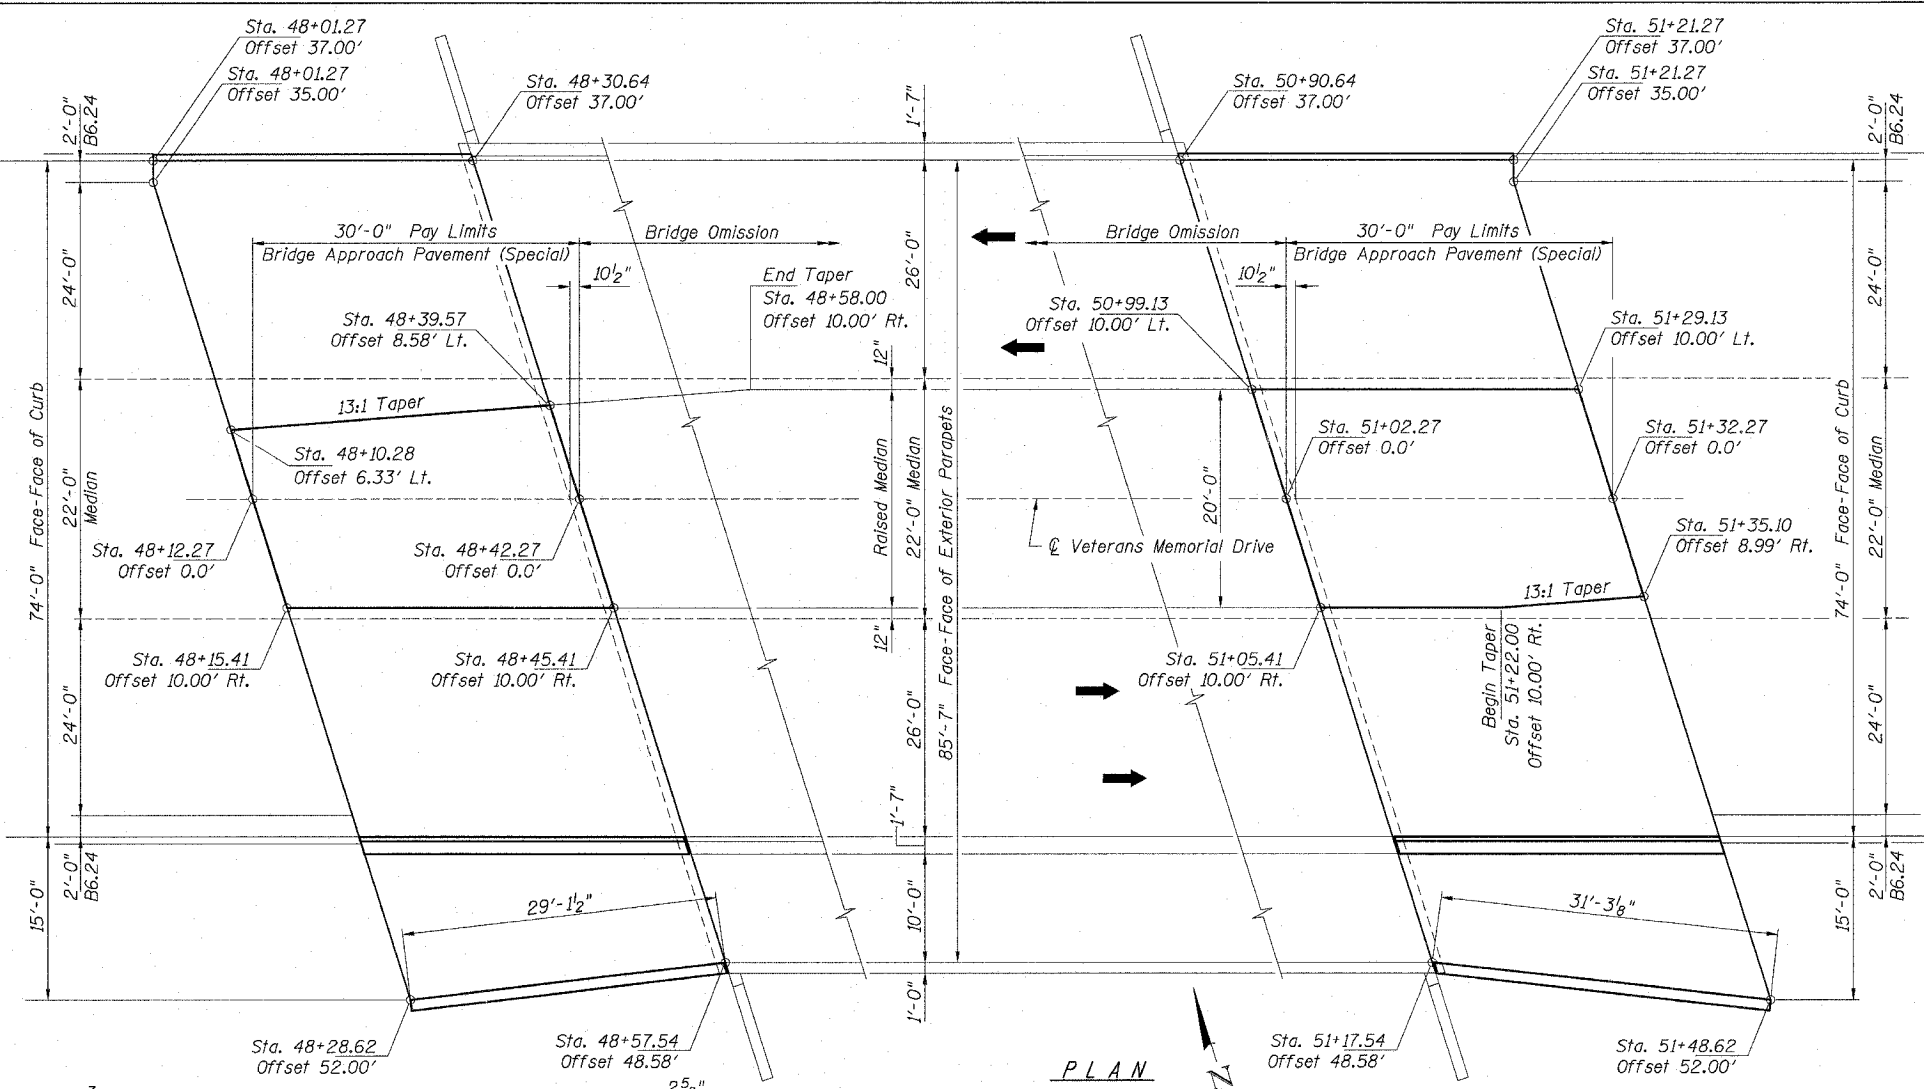 Sta. 48+01.27
Offset 37.00'
Sta. 48+01.27
Offset 35.00'
Sta. 48+30.64
Offset 37.00'
2'-0"
B6.24
1'-7"
Sta. 50+90.64
Offset 37.00'
Sta. 51+21.27
Offset 37.00'
Sta. 51+21.27
Offset 35.00'
2'-0"
B6.24
30'-0" Pay Limits
Bridge Approach Pavement (Special)
Bridge Omission
10½"
End Taper
Sta. 48+58.00
Offset 10.00' Rt.
24'-0"
26'-0"
Sta. 48+39.57
Offset 8.58' Lt.
12"
13:1 Taper
Sta. 48+10.28
Offset 6.33' Lt.
74'-0" Face-Face of Curb
22'-0"
Median
Raised Median
22'-0" Median
85'-7" Face-Face of Exterior Parapets
Sta. 48+12.27
Offset 0.0'
Sta. 48+42.27
Offset 0.0'
12"
Sta. 48+15.41
Offset 10.00' Rt.
Sta. 48+45.41
Offset 10.00' Rt.
24'-0"
26'-0"
1'-7"
15'-0"
2'-0"
B6.24
29'-1½"
10'-0"
1'-0"
Sta. 48+28.62
Offset 52.00'
Sta. 48+57.54
Offset 48.58'
Bridge Omission
30'-0" Pay Limits
Bridge Approach Pavement (Special)
10½"
24'-0"
Sta. 50+99.13
Offset 10.00' Lt.
Sta. 51+29.13
Offset 10.00' Lt.
Sta. 51+02.27
Offset 0.0'
Sta. 51+32.27
Offset 0.0'
20'-0"
℄ Veterans Memorial Drive
22'-0" Median
74'-0" Face-Face of Curb
Sta. 51+35.10
Offset 8.99' Rt.
13:1 Taper
Sta. 51+05.41
Offset 10.00' Rt.
Begin Taper
Sta. 51+22.00
Offset 10.00' Rt.
24'-0"
2'-0"
B6.24
15'-0"
31'-3⅛"
Sta. 51+17.54
Offset 48.58'
Sta. 51+48.62
Offset 52.00'
PLAN
N